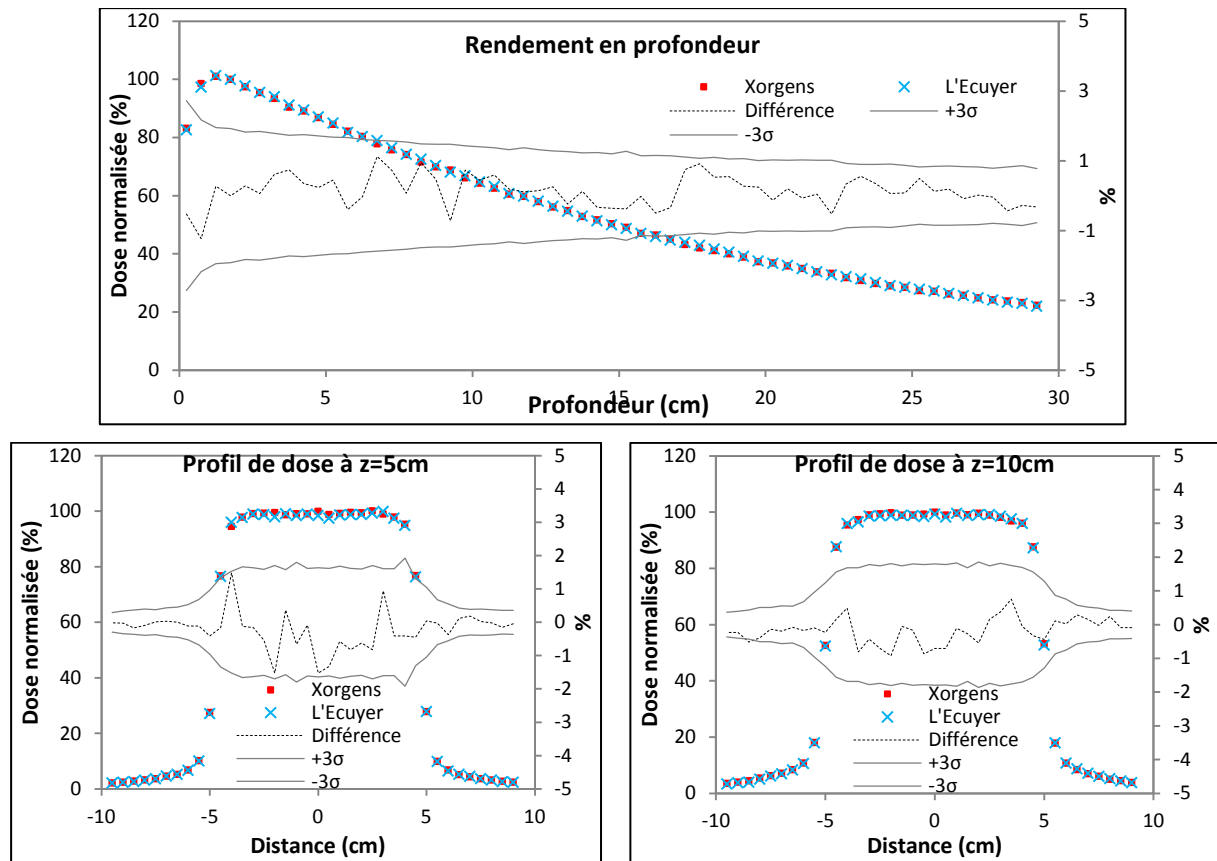 Rendement en profondeur
Xorgens
L'Ecuyer
Différence
+3σ
-3σ
120
100
80
60
40
20
0
Dose normalisée (%)
5
3
1
-1
-3
-5
%
0
5
10
15
20
25
30
Profondeur (cm)
Profil de dose à z=5cm
120
100
80
60
40
20
0
Dose normalisée (%)
Xorgens
L'Ecuyer
Différence
+3σ
-3σ
5
4
3
2
1
0
-1
-2
-3
-4
-5
%
-10
-5
0
5
10
Distance (cm)
Profil de dose à z=10cm
120
100
80
60
40
20
0
Dose normalisée (%)
Xorgens
L'Ecuyer
Différence
+3σ
-3σ
5
4
3
2
1
0
-1
-2
-3
-4
-5
%
-10
-5
0
5
10
Distance (cm)